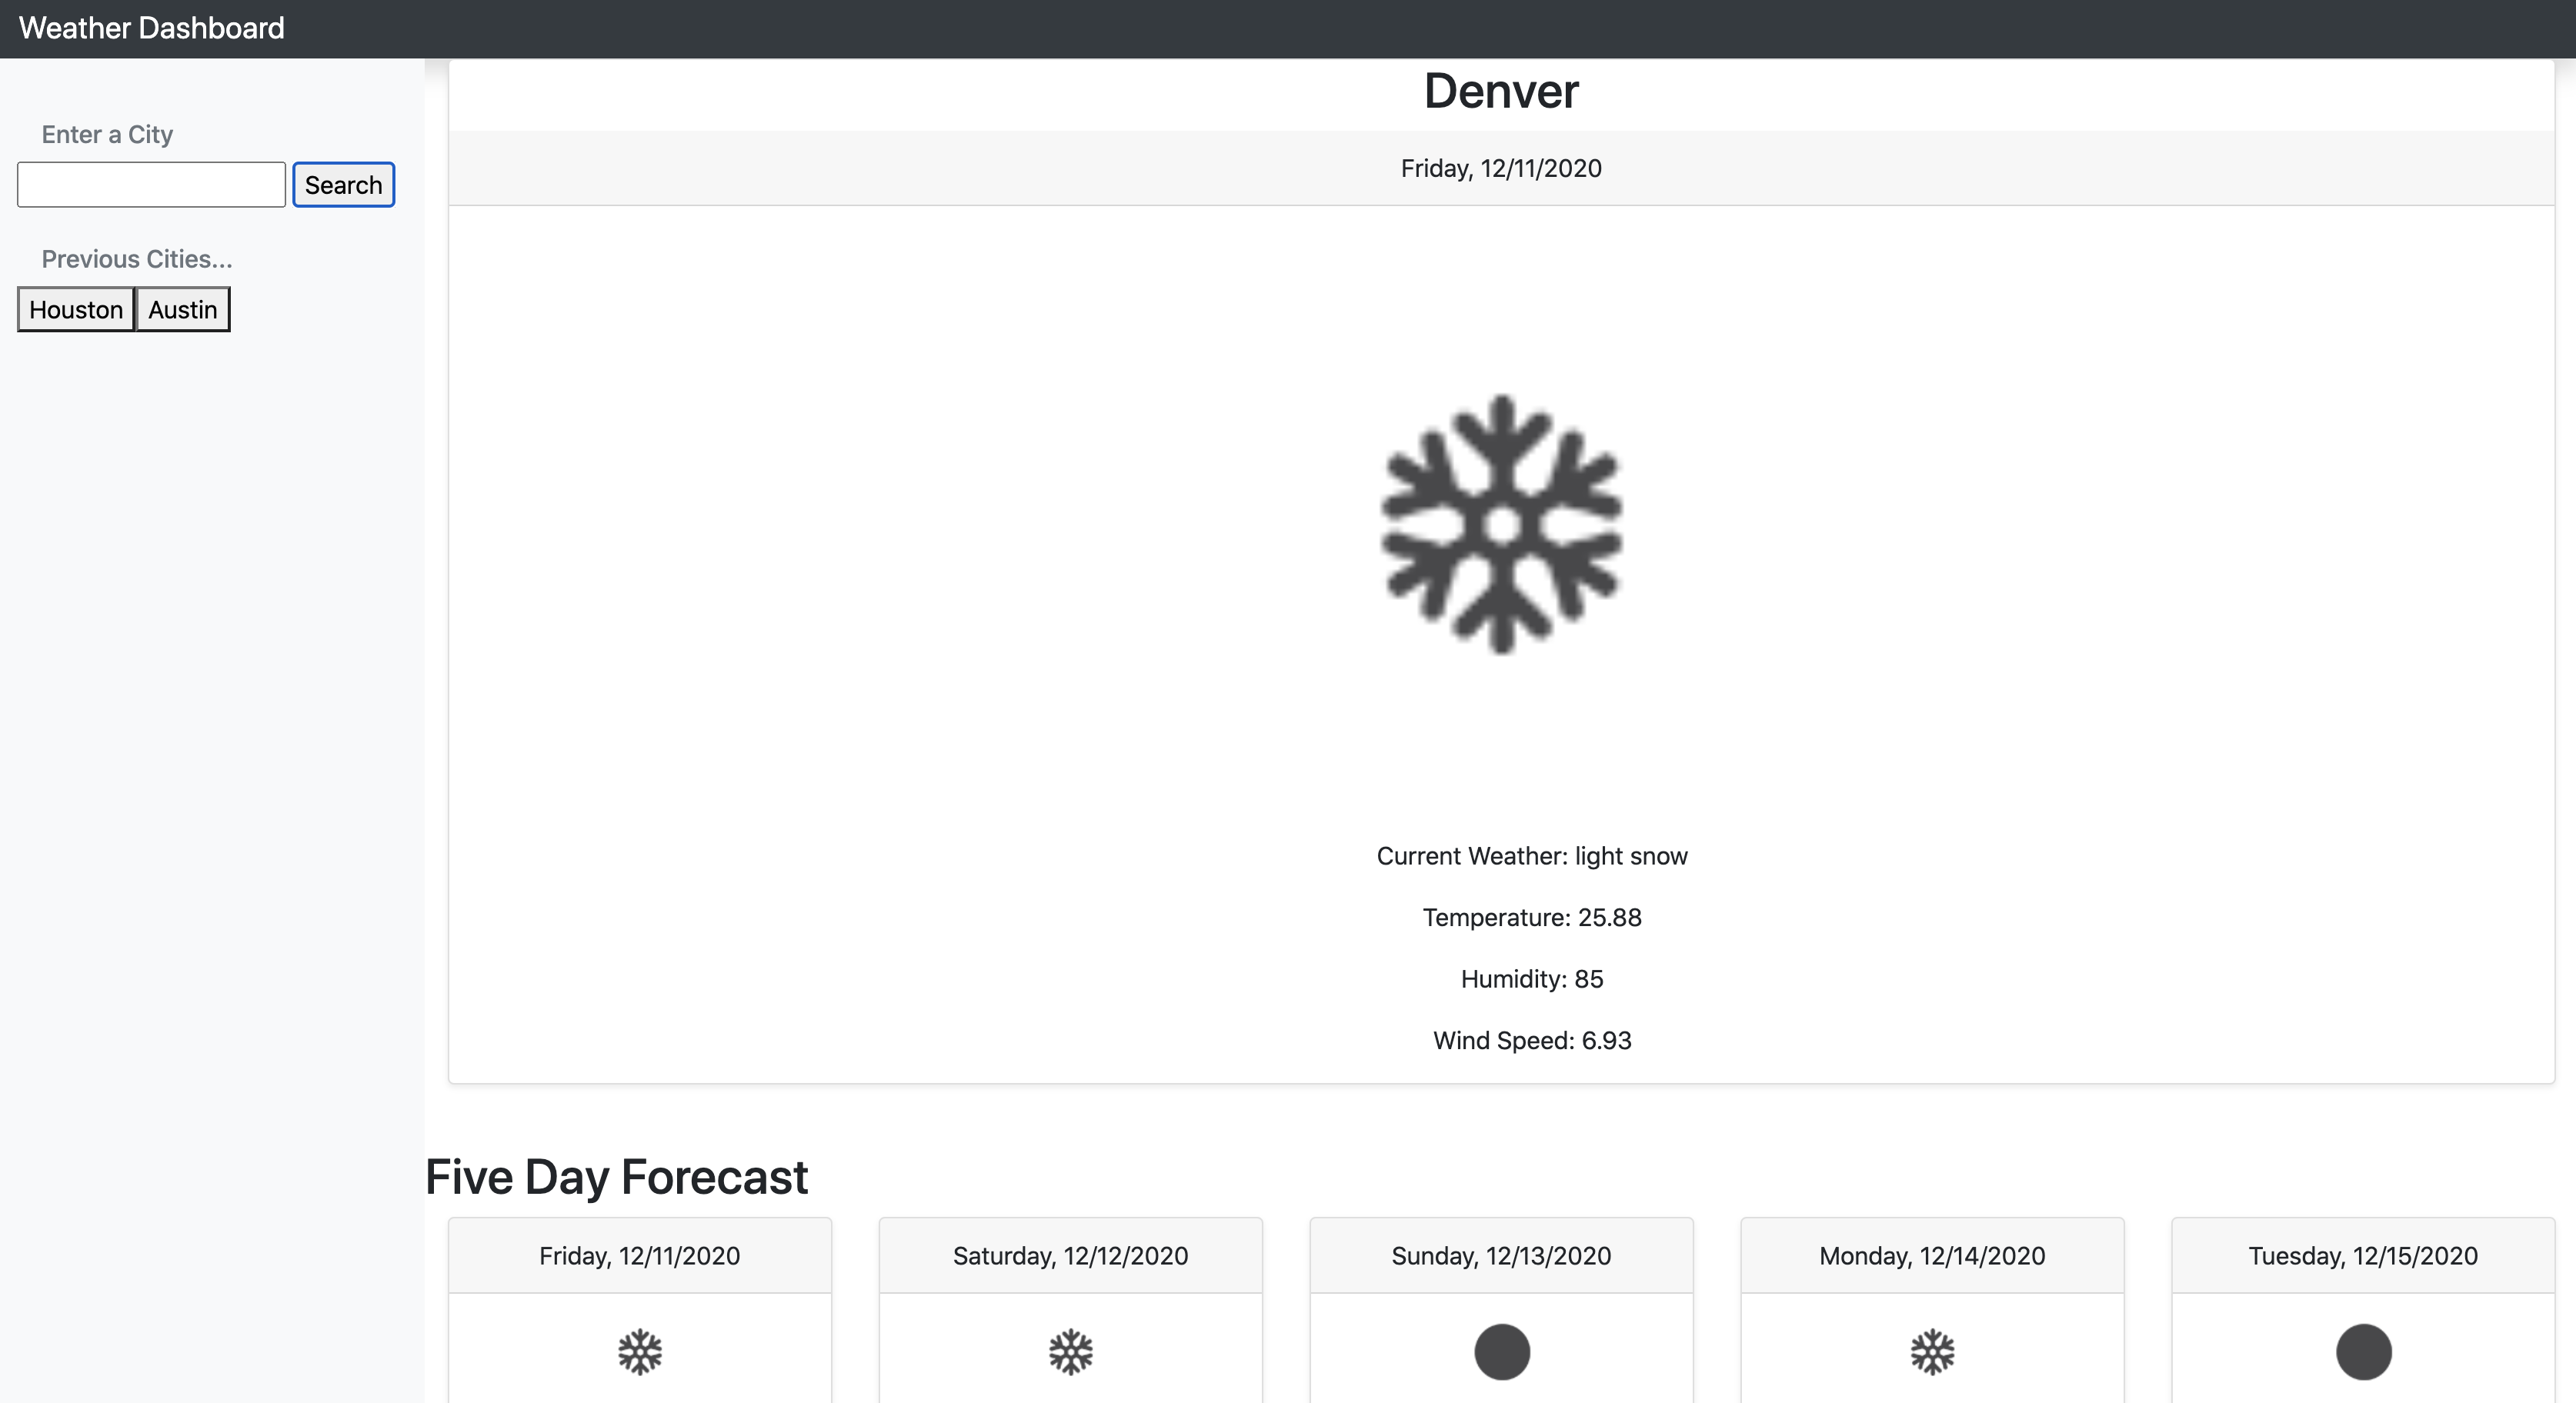 Weather Dashboard
Enter a City
Search
Previous Cities...
Houston Austin
Denver
Friday, 12/11/2020
Current Weather: light snow
Temperature: 25.88
Humidity: 85
Wind Speed: 6.93
Five Day Forecast
Friday, 12/11/2020
Saturday, 12/12/2020
Sunday, 12/13/2020
Monday, 12/14/2020
Tuesday, 12/15/2020